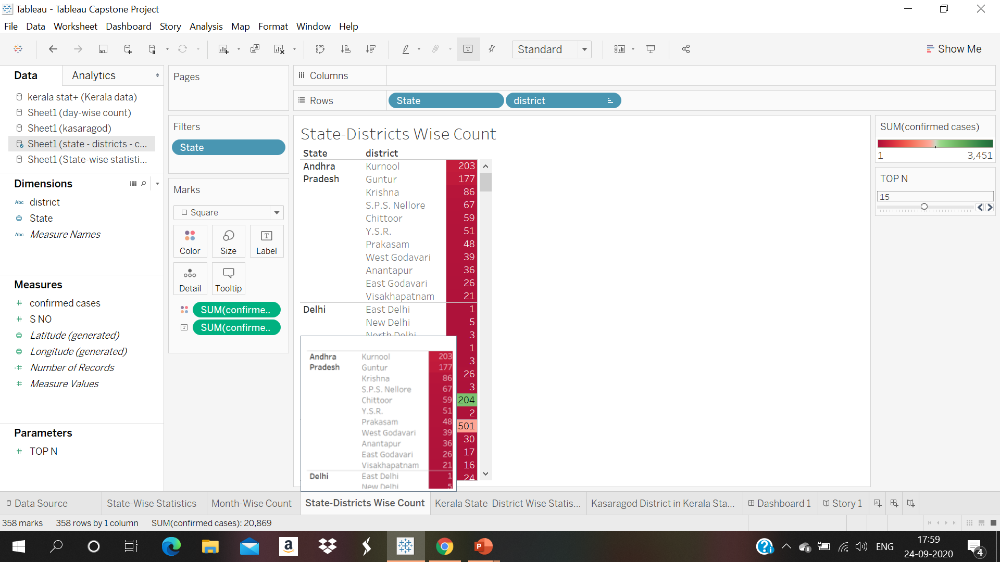 Tableau - Tableau Capstone Project
File Data Worksheet Dashboard Story Analysis Map Format Window Help
Standard
Show Me
Data Analytics
kerala stat+ (Kerala data)
Sheet1 (day-wise count)
Sheet1 (kasaragod)
Sheet1 (state - districts - c...
Sheet1 (State-wise statisti...
Dimensions
Abc district
State
Abc Measure Names
Measures
confirmed cases
S NO
Latitude (generated)
Longitude (generated)
Number of Records
Measure Values
Parameters
TOP N
Pages
Filters
State
Marks
Square
Color Size Label
Detail Tooltip
SUM(confirme..
SUM(confirme..
Columns
Rows State district
State-Districts Wise Count
State district
Andhra Pradesh Kurnool 203
Guntur 177
Krishna 86
S.P.S. Nellore 67
Chittoor 59
Y.S.R. 51
Prakasam 48
West Godavari 39
Anantapur 36
East Godavari 26
Visakhapatnam 21
Delhi East Delhi 1
New Delhi 5
North Delhi 3
1
3
26
3
204
2
501
30
17
16
24
Andhra Pradesh Kurnool 203
Guntur 177
Krishna 86
S.P.S. Nellore 67
Chittoor 59
Y.S.R. 51
Prakasam 48
West Godavari 39
Anantapur 36
East Godavari 26
Visakhapatnam 21
Delhi East Delhi 1
New Delhi 5
SUM(confirmed cases)
1 3,451
TOP N
15
Data Source State-Wise Statistics Month-Wise Count State-Districts Wise Count Kerala State District Wise Statis... Kasaragod District in Kerala Sta... Dashboard 1 Story 1
358 marks 358 rows by 1 column SUM(confirmed cases): 20,869
ENG
17:59
24-09-2020
4